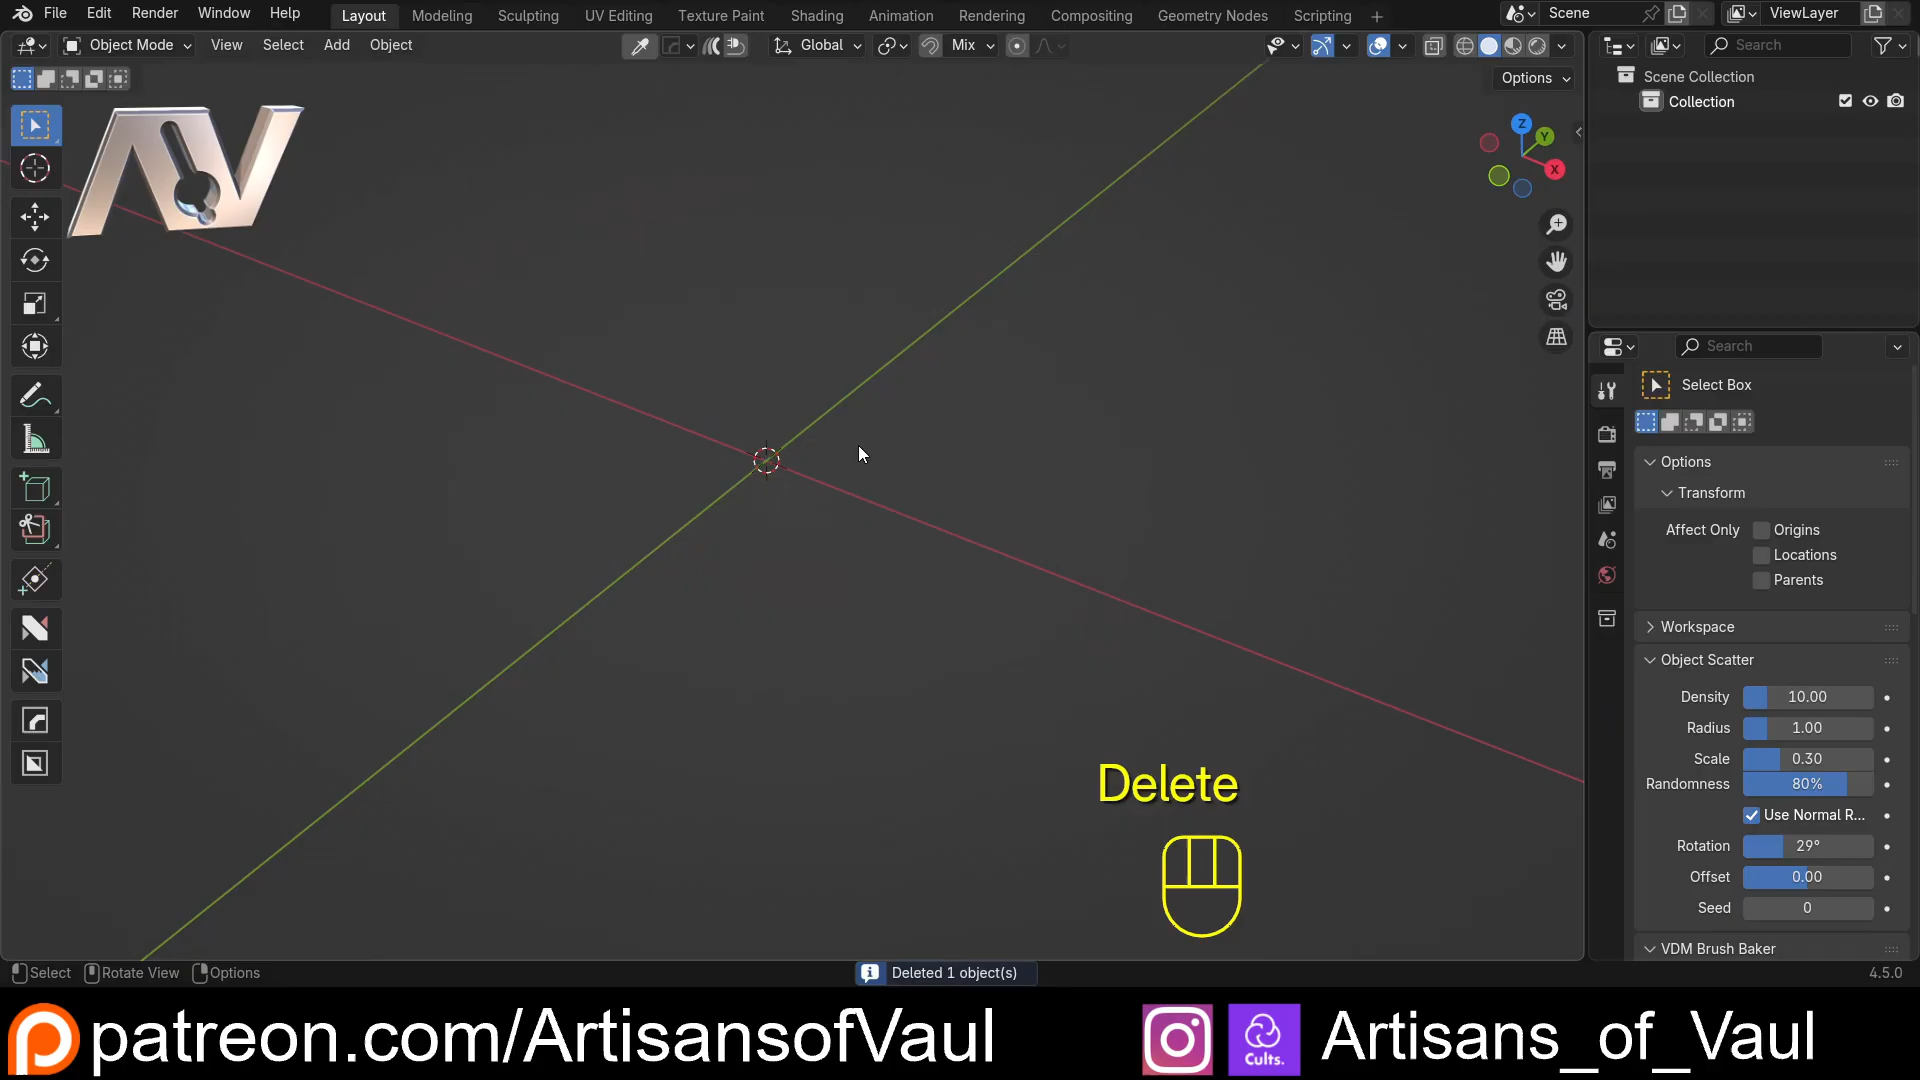 File Edit Render Window Help Layout Modeling Sculpting UV Editing Texture Paint Shading Animation Rendering Compositing Geometry Nodes Scripting + Scene ViewLayer
Object Mode View Select Add Object Global Mix Search
Options
Scene Collection
Collection
Z
Y
X
Search
Select Box
Options
Transform
Affect Only Origins
Locations
Parents
Workspace
Object Scatter
Density 10.00
Radius 1.00
Scale 0.30
Randomness 80%
Use Normal R...
Rotation 29°
Offset 0.00
Seed 0
VDM Brush Baker
Delete
Select Rotate View Options Deleted 1 object(s) 4.5.0
patreon.com/ArtisansofVaul Cults. Artisans_of_Vaul